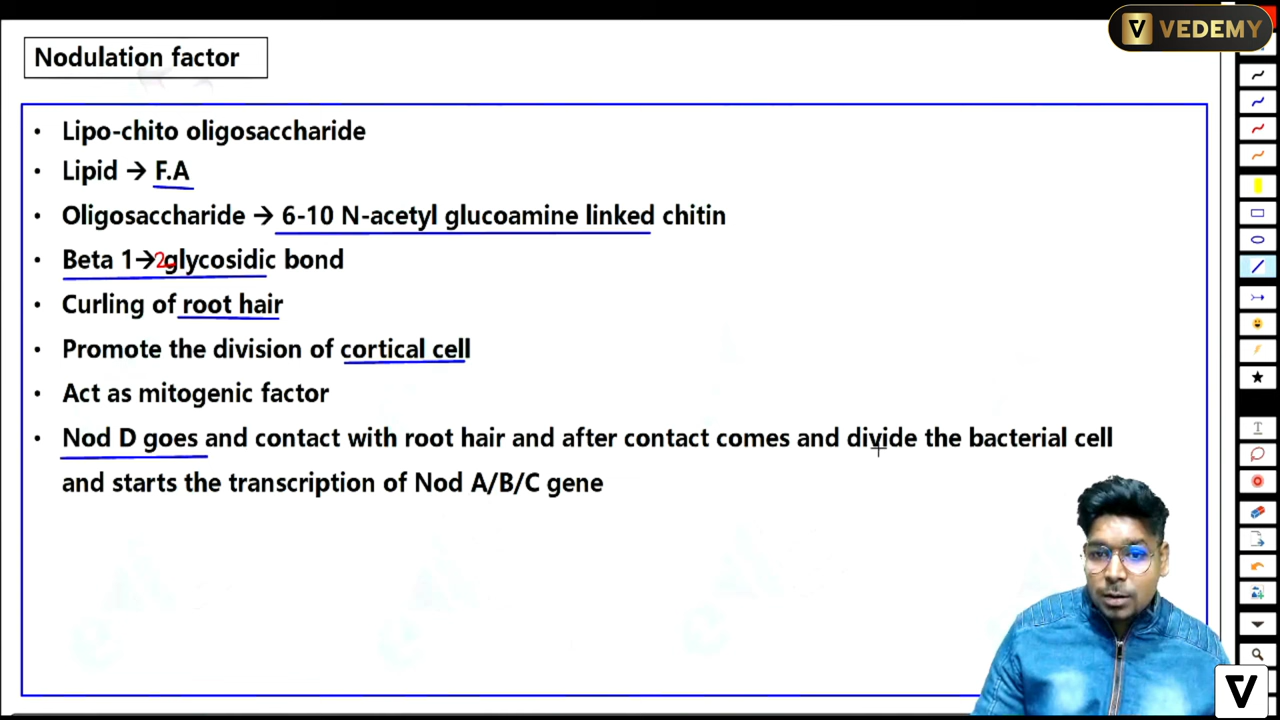 VEDEMY
Nodulation factor
• Lipo-chito oligosaccharide
• Lipid → F.A
• Oligosaccharide → 6-10 N-acetyl glucoamine linked chitin
• Beta 1→2 glycosidic bond
• Curling of root hair
• Promote the division of cortical cell
• Act as mitogenic factor
• Nod D goes and contact with root hair and after contact comes and divide the bacterial cell
and starts the transcription of Nod A/B/C gene